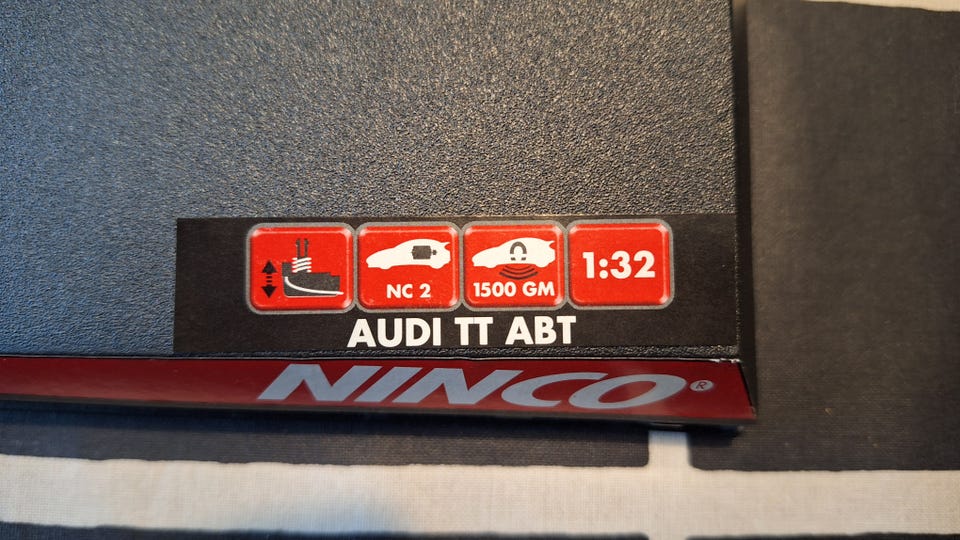 NC 2
1500 GM
1:32
AUDI TT ABT
NINCO®